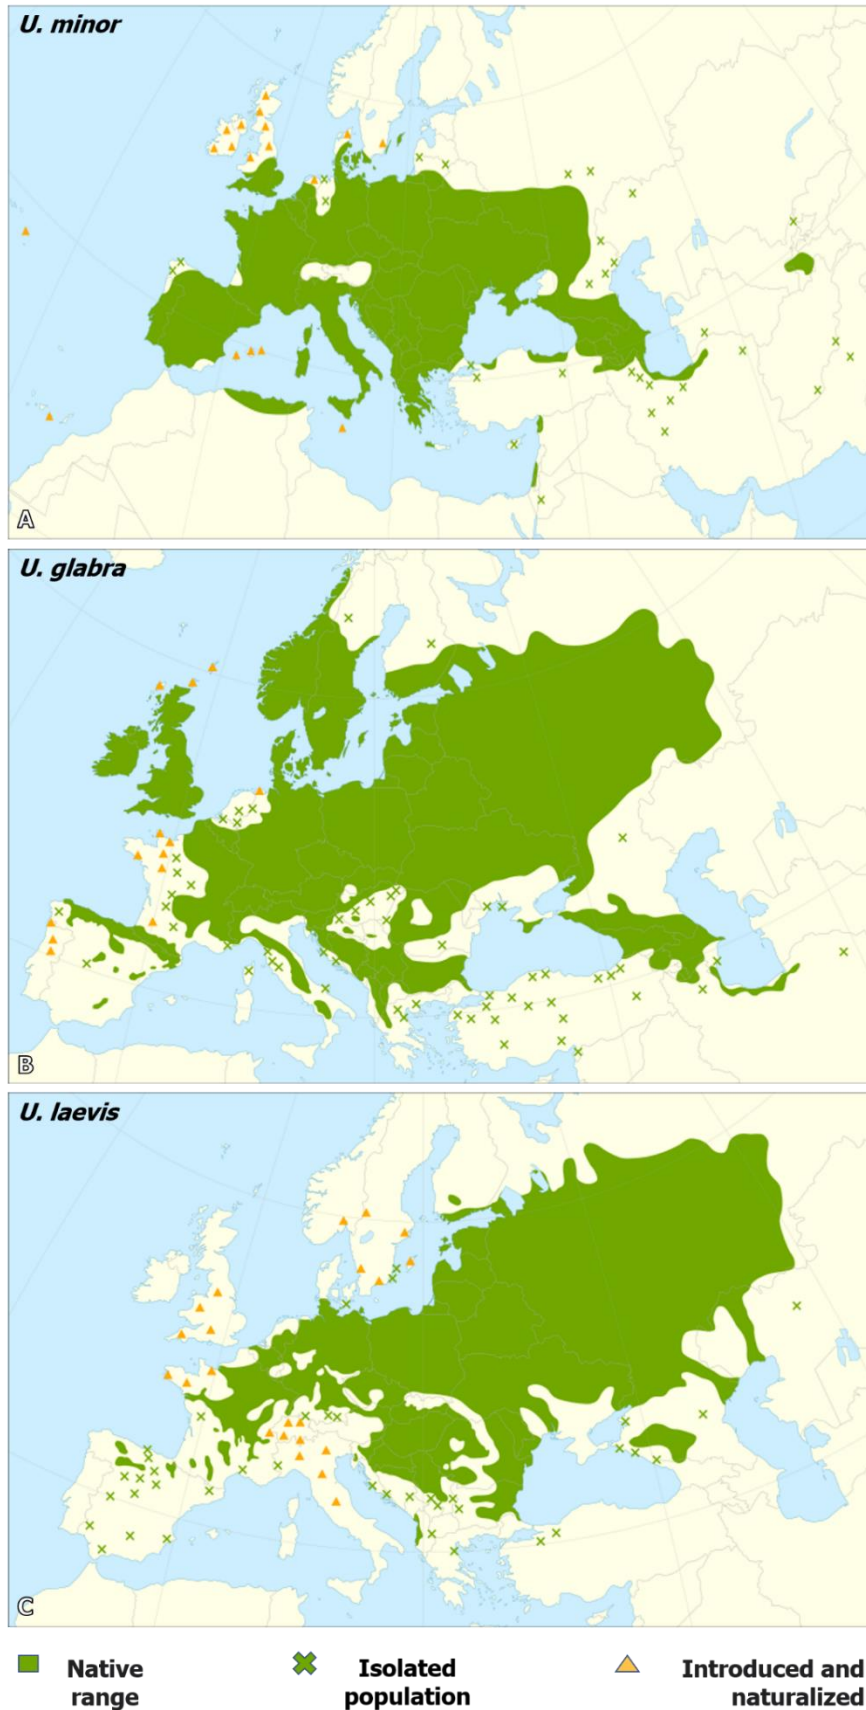 U. minor
A
U. glabra
B
U. laevis
C
Native
range
Isolated
population
Introduced and
naturalized